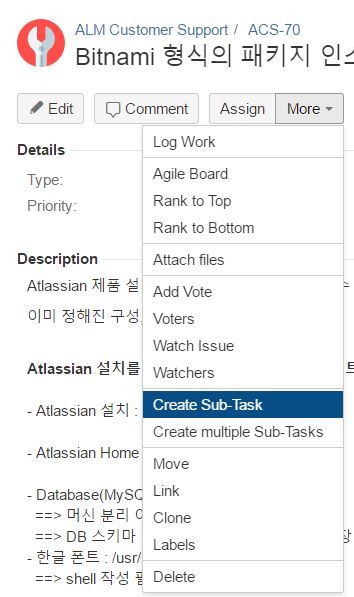 ALM Customer Support / ACS-70
Bitnami 형식의 패키지 인스
Edit Comment Assign More
Details
Type:
Priority:
Description
Atlassian 제품 설
이미 정해진 구성,
Atlassian 설치를
- Atlassian 설치 :
- Atlassian Home
- Database(MySQ
==> 머신 분리 이
==> DB 스키마
- 한글 폰트 : /usr/
==> shell 작성 필
Log Work
Agile Board
Rank to Top
Rank to Bottom
Attach files
Add Vote
Voters
Watch Issue
Watchers
Create Sub-Task
Create multiple Sub-Tasks
Move
Link
Clone
Labels
Delete